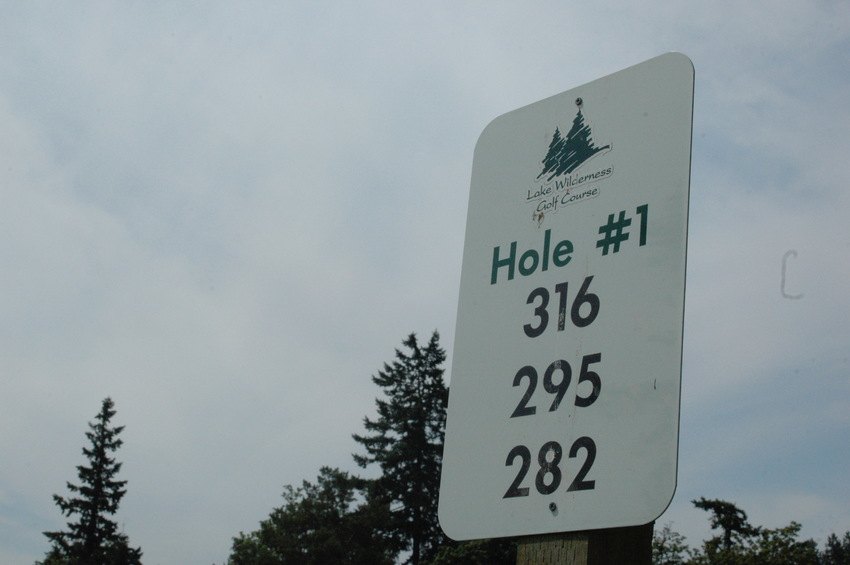 Lake Wilderness
Golf Course
Hole #1
316
295
282